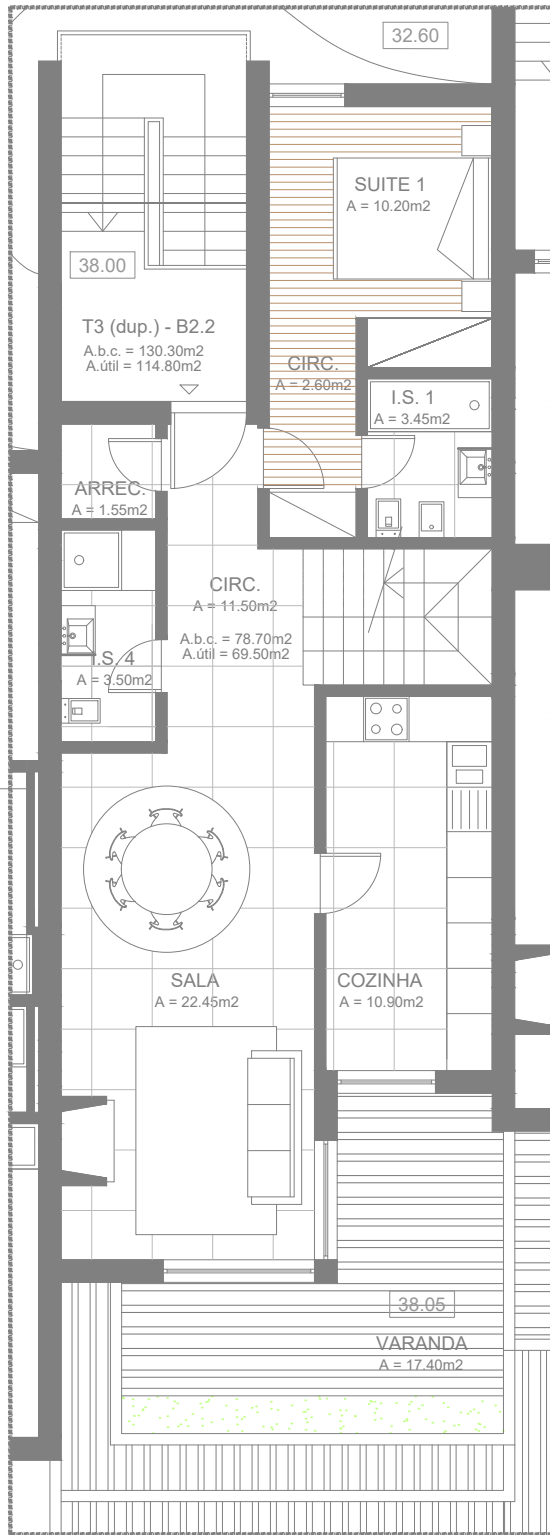 32.60
SUITE 1
A = 10.20m2
38.00
T3 (dup.) - B2.2
A.b.c. = 130.30m2
A.útil = 114.80m2
CIRC.
A = 2.60m2
I.S. 1
A = 3.45m2
ARREC.
A = 1.55m2
CIRC.
A = 11.50m2
A.b.c. = 78.70m2
A.útil = 69.50m2
I.S. 4
A = 3.50m2
SALA
A = 22.45m2
COZINHA
A = 10.90m2
38.05
VARANDA
A = 17.40m2